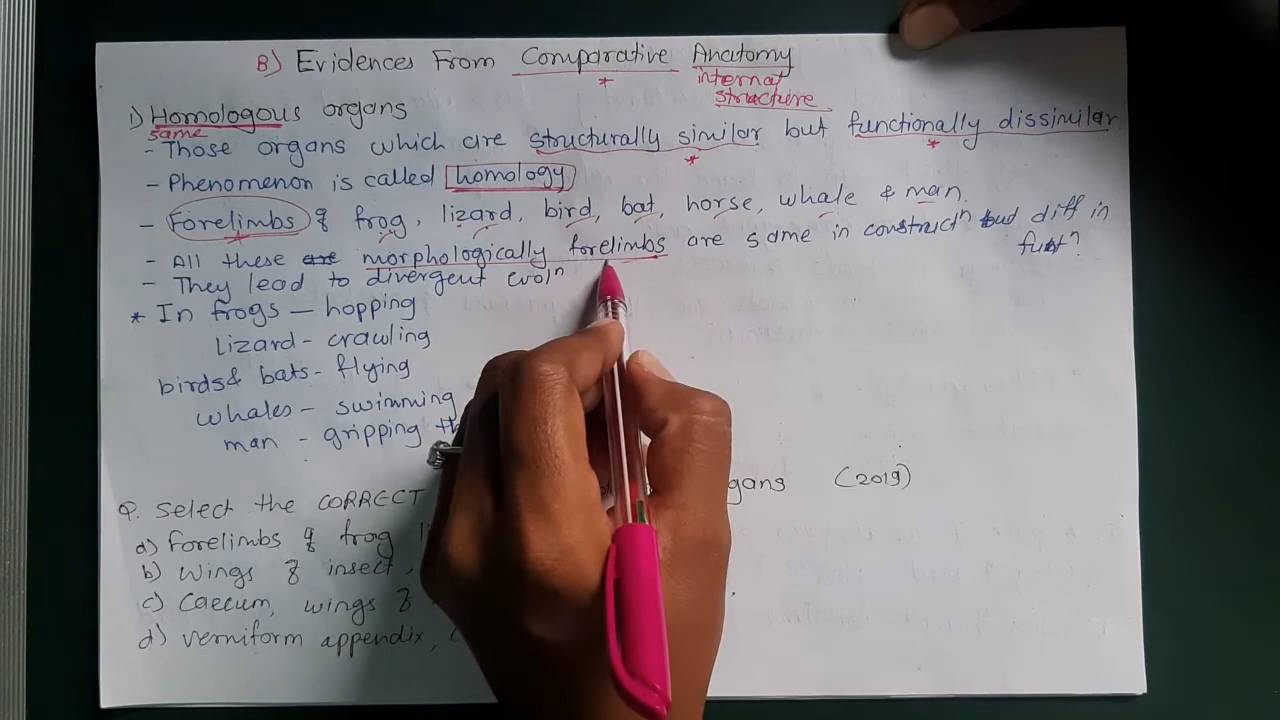 B) Evidences From Comparative Anatomy
* internal
structure
1) Homologous organs
same
- Those organs which are structurally similar but functionally dissimilar
- Phenomenon is called homology
- Forelimbs of frog, lizard, bird, bat, horse, whale & man.
- All these are morphologically forelimbs are same in constructⁿ but diff in
functⁿ
- They lead to divergent evolⁿ
* In frogs – hopping
Lizard - crawling
birds & bats - flying
whales – swimming
man - gripping
Q. Select the CORRECT (2019)
a) Forelimbs of frog
b) Wings of insect,
c) Caecum, wings of
d) Vermiform appendix,